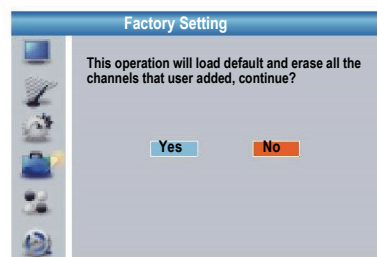 Factory Setting
This operation will load default and erase all the
channels that user added, continue?
Yes No